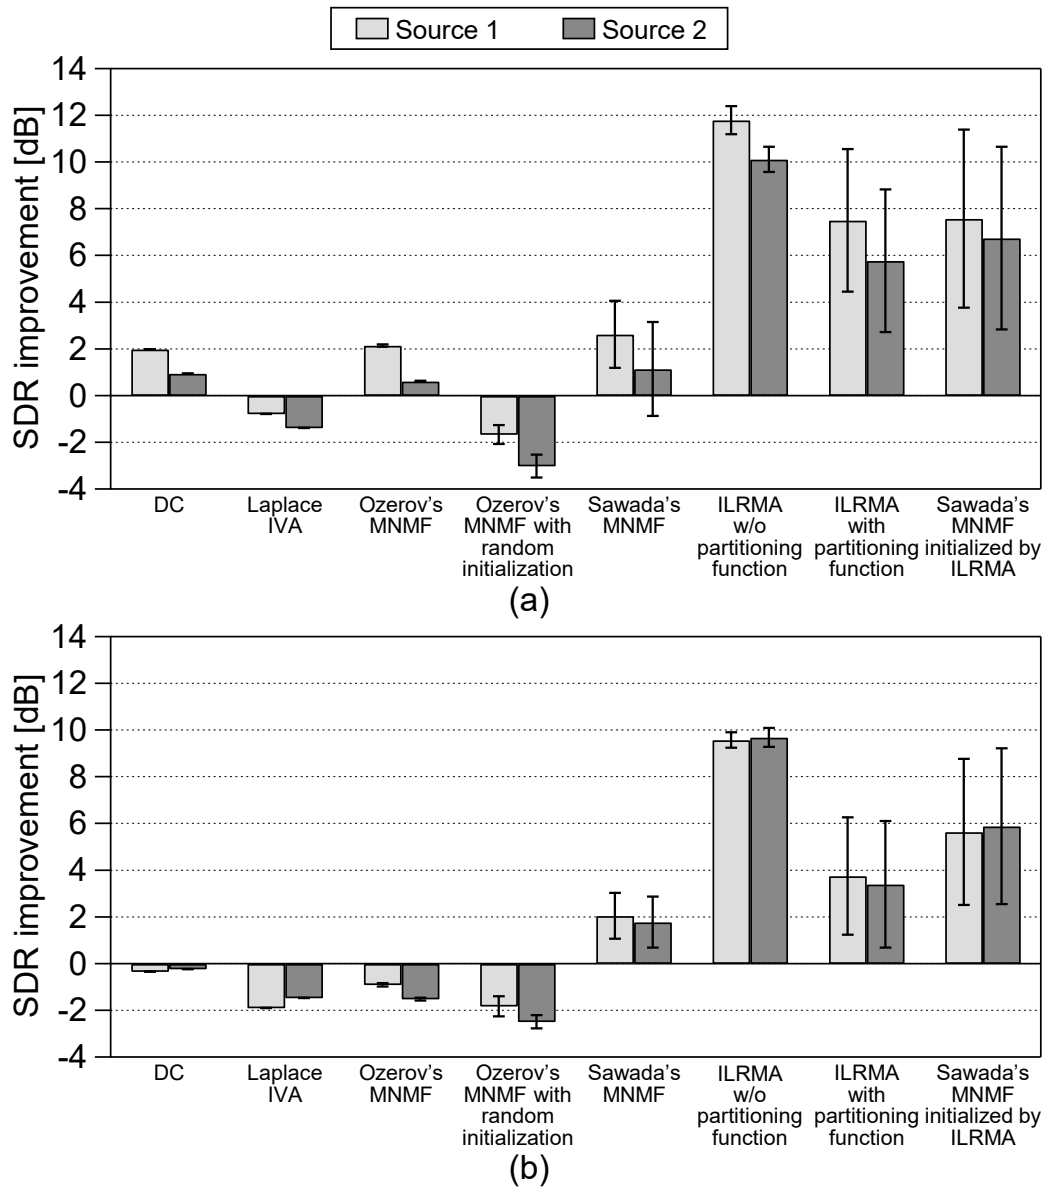 Source 1 Source 2
14
12
10
8
6
4
2
0
-2
-4
SDR improvement [dB]
DC
Laplace
IVA
Ozerov's
MNMF
Ozerov's
MNMF with
random
initialization
Sawada's
MNMF
ILRMA
w/o
partitioning
function
ILRMA
with
partitioning
function
Sawada's
MNMF
initialized by
ILRMA
(a)
14
12
10
8
6
4
2
0
-2
-4
SDR improvement [dB]
DC
Laplace
IVA
Ozerov's
MNMF
Ozerov's
MNMF with
random
initialization
Sawada's
MNMF
ILRMA
w/o
partitioning
function
ILRMA
with
partitioning
function
Sawada's
MNMF
initialized by
ILRMA
(b)